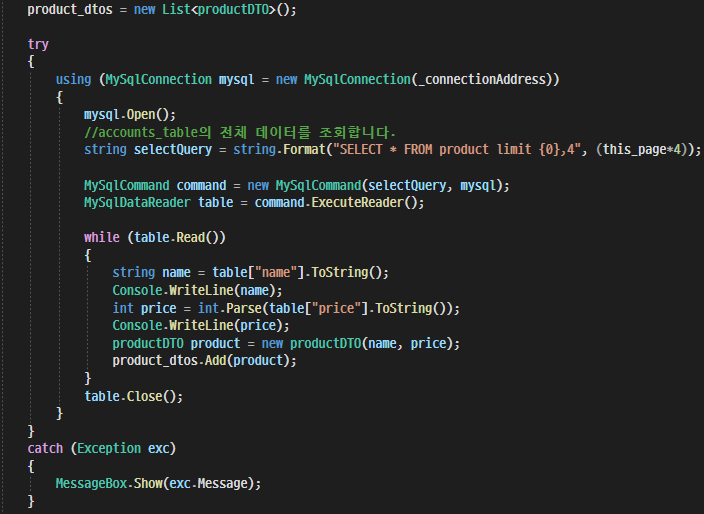 product_dtos = new List<productDTO>();
try
{
using (MySqlConnection mysql = new MySqlConnection(_connectionAddress))
{
mysql.Open();
//accounts_table의 전체 데이터를 조회합니다.
string selectQuery = string.Format("SELECT * FROM product limit {0},4", (this_page*4));
MySqlCommand command = new MySqlCommand(selectQuery, mysql);
MySqlDataReader table = command.ExecuteReader();
while (table.Read())
{
string name = table["name"].ToString();
Console.WriteLine(name);
int price = int.Parse(table["price"].ToString());
Console.WriteLine(price);
productDTO product = new productDTO(name, price);
product_dtos.Add(product);
}
table.Close();
}
}
catch (Exception exc)
{
MessageBox.Show(exc.Message);
}